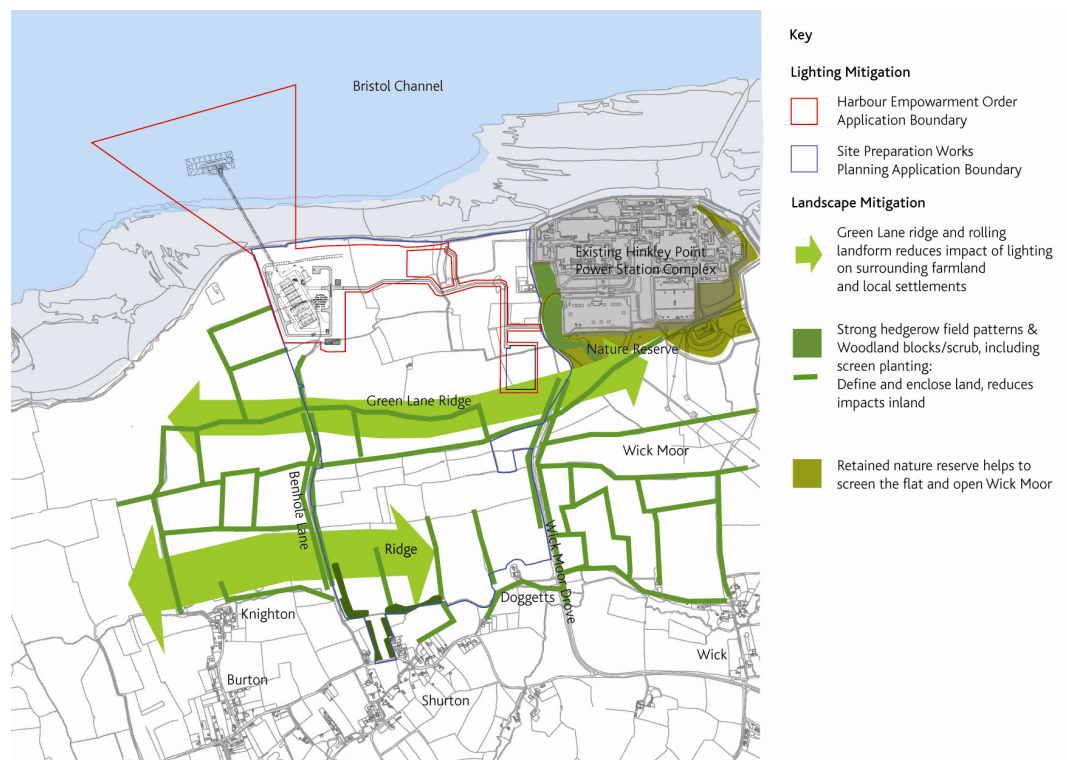 Bristol Channel
Existing Hinkley Point
Power Station Complex
Nature Reserve
Green Lane Ridge
Wick Moor
Benhole Lane
Wick Moor Drove
Ridge
Doggetts
Knighton
Burton
Shurton
Wick
Key
Lighting Mitigation
Harbour Empowarment Order
Application Boundary
Site Preparation Works
Planning Application Boundary
Landscape Mitigation
Green Lane ridge and rolling
landform reduces impact of lighting
on surrounding farmland
and local settlements
Strong hedgerow field patterns &
Woodland blocks/scrub, including
screen planting:
Define and enclose land, reduces
impacts inland
Retained nature reserve helps to
screen the flat and open Wick Moor